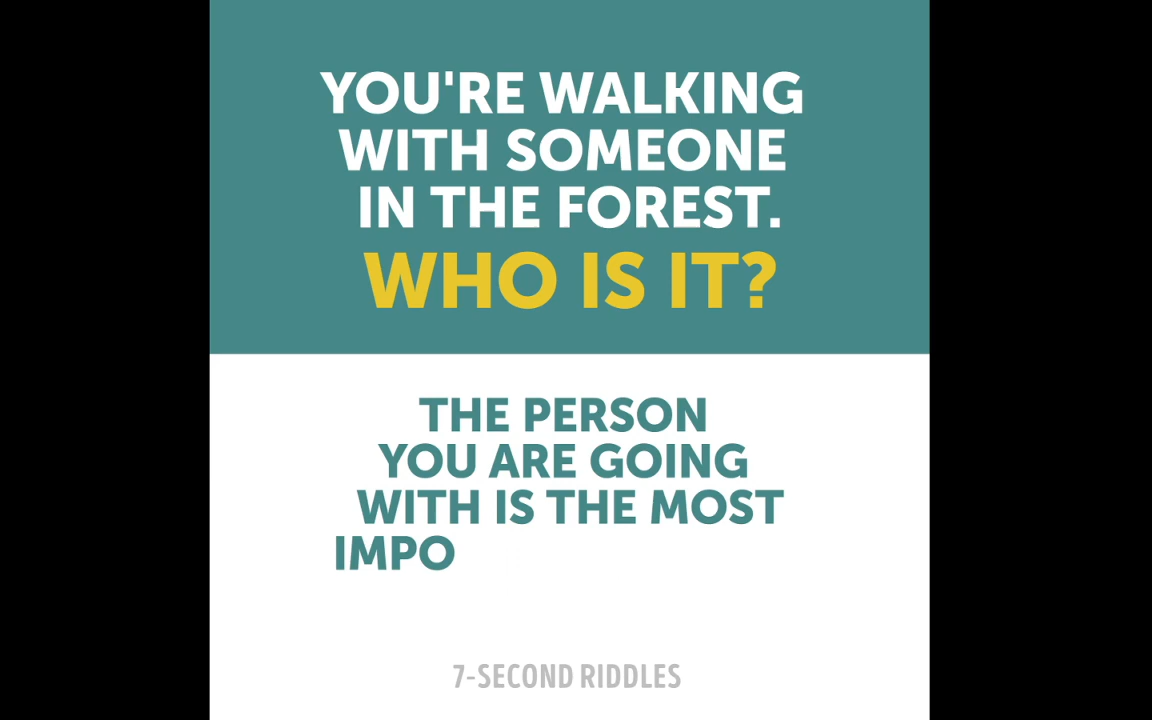 YOU'RE WALKING
WITH SOMEONE
IN THE FOREST.
WHO IS IT?
THE PERSON
YOU ARE GOING
WITH IS THE MOST
IMPO
7-SECOND RIDDLES